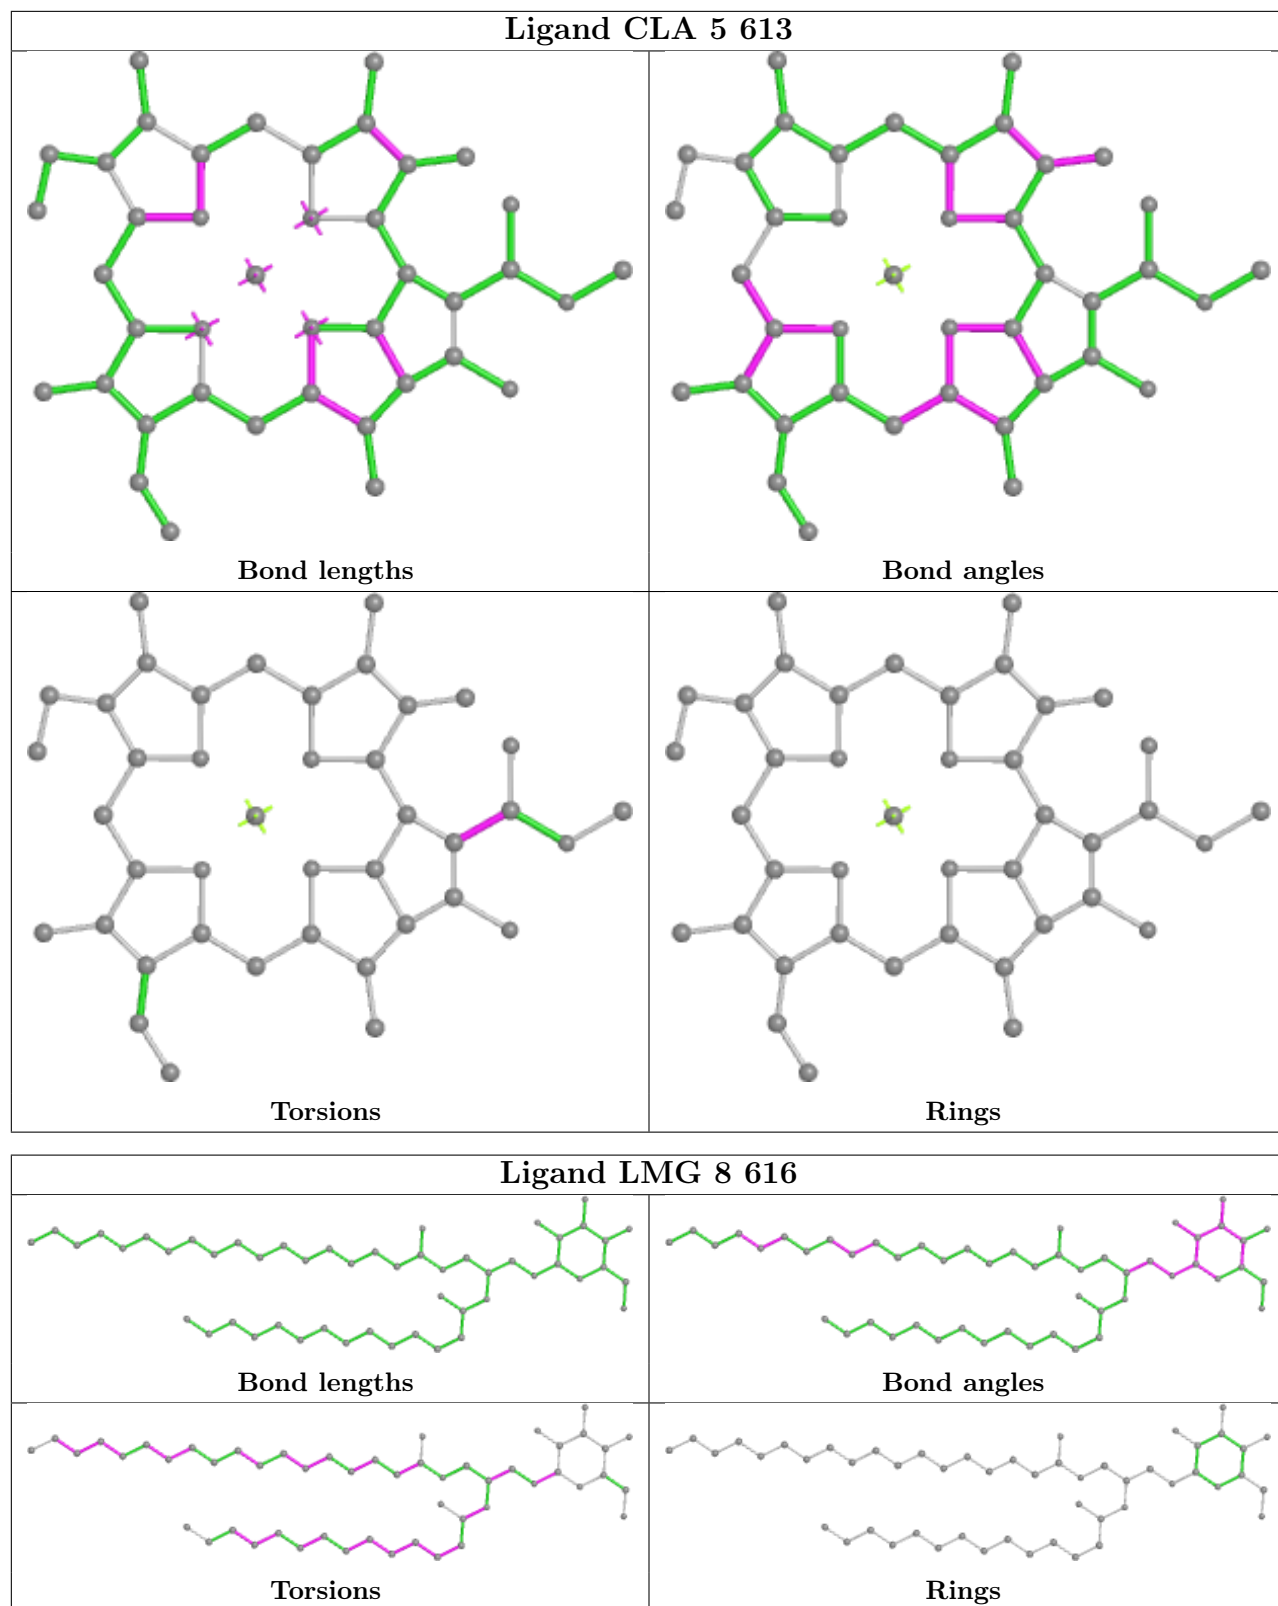 Ligand CLA 5 613
Bond lengths
Bond angles
Torsions
Rings
Ligand LMG 8 616
Bond lengths
Bond angles
Torsions
Rings